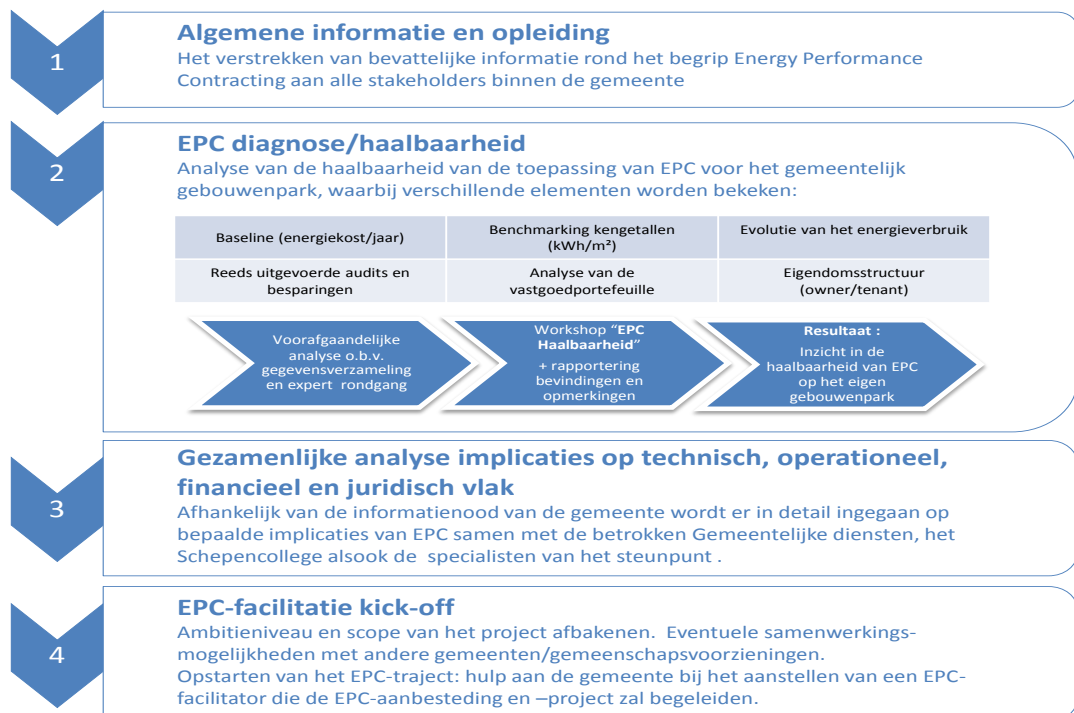 1
Algemene informatie en opleiding
Het verstrekken van bevattelijke informatie rond het begrip Energy Performance
Contracting aan alle stakeholders binnen de gemeente
2
EPC diagnose/haalbaarheid
Analyse van de haalbaarheid van de toepassing van EPC voor het gemeentelijk
gebouwenpark, waarbij verschillende elementen worden bekeken:
Baseline (energiekost/jaar)
Benchmarking kengetallen
(kWh/m²)
Evolutie van het energieverbruik
Reeds uitgevoerde audits en
besparingen
Analyse van de
vastgoedportefeuille
Eigendomsstructuur
(owner/tenant)
Voorafgaandelijke
analyse o.b.v.
gegevensverzameling
en expert rondgang
Workshop “EPC
Haalbaarheid”
+ rapportering
bevindingen en
opmerkingen
Resultaat :
Inzicht in de
haalbaarheid van EPC
op het eigen
gebouwenpark
3
Gezamenlijke analyse implicaties op technisch, operationeel,
financieel en juridisch vlak
Afhankelijk van de informatienood van de gemeente wordt er in detail ingegaan op
bepaalde implicaties van EPC samen met de betrokken Gemeentelijke diensten, het
Schepencollege alsook de specialisten van het steunpunt .
4
EPC-facilitatie kick-off
Ambitieniveau en scope van het project afbakenen. Eventuele samenwerkings-
mogelijkheden met andere gemeenten/gemeenschapsvoorzieningen.
Opstarten van het EPC-traject: hulp aan de gemeente bij het aanstellen van een EPC-
facilitator die de EPC-aanbesteding en –project zal begeleiden.